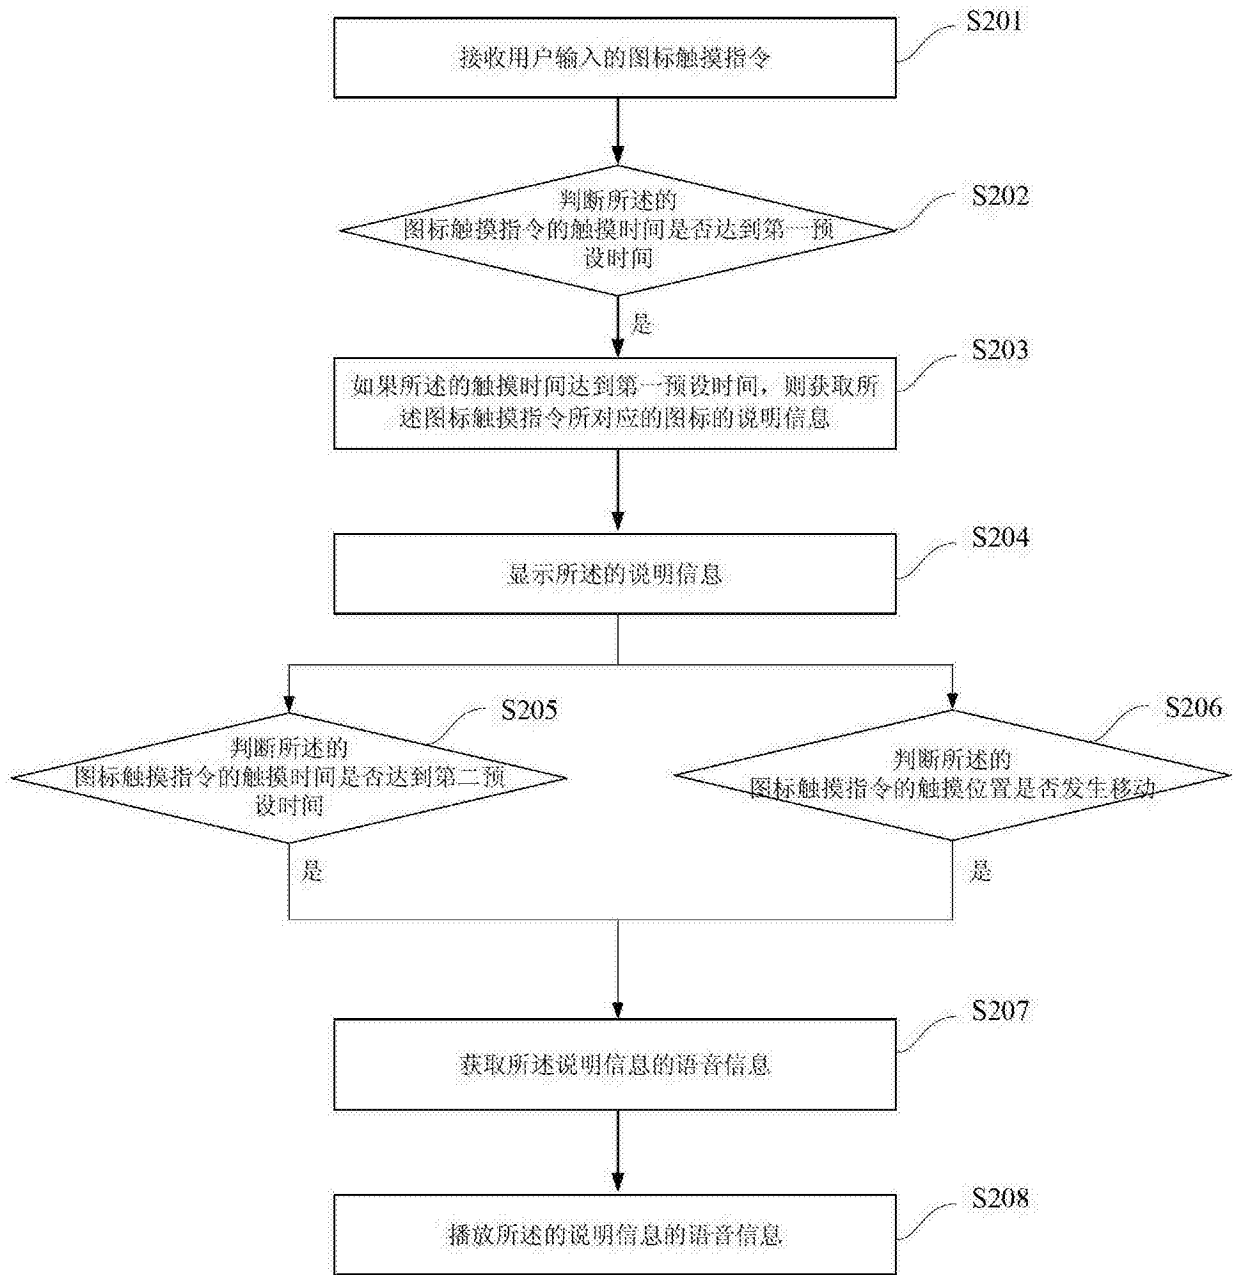 S201
接收用户输入的图标触摸指令
S202
判断所述的
图标触摸指令的触摸时间是否达到第一预
设时间
是
S203
如果所述的触摸时间达到第一预设时间，则获取所
述图标触摸指令所对应的图标的说明信息
S204
显示所述的说明信息
S205
判断所述的
图标触摸指令的触摸时间是否达到第二预
设时间
是
S206
判断所述的
图标触摸指令的触摸位置是否发生移动
是
S207
获取所述说明信息的语音信息
S208
播放所述的说明信息的语音信息